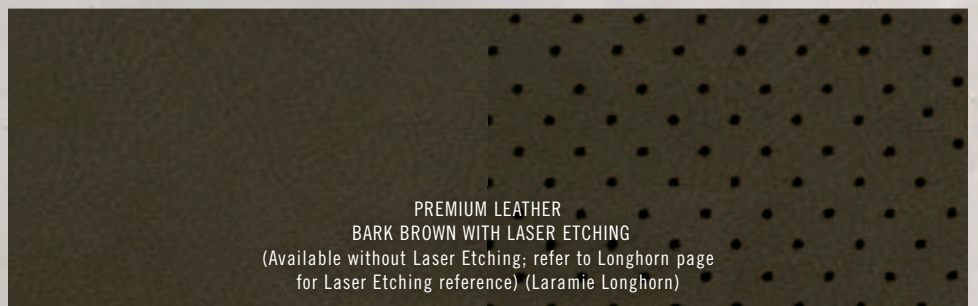 PREMIUM LEATHER
BARK BROWN WITH LASER ETCHING
(Available without Laser Etching; refer to Longhorn page
for Laser Etching reference) (Laramie Longhorn)